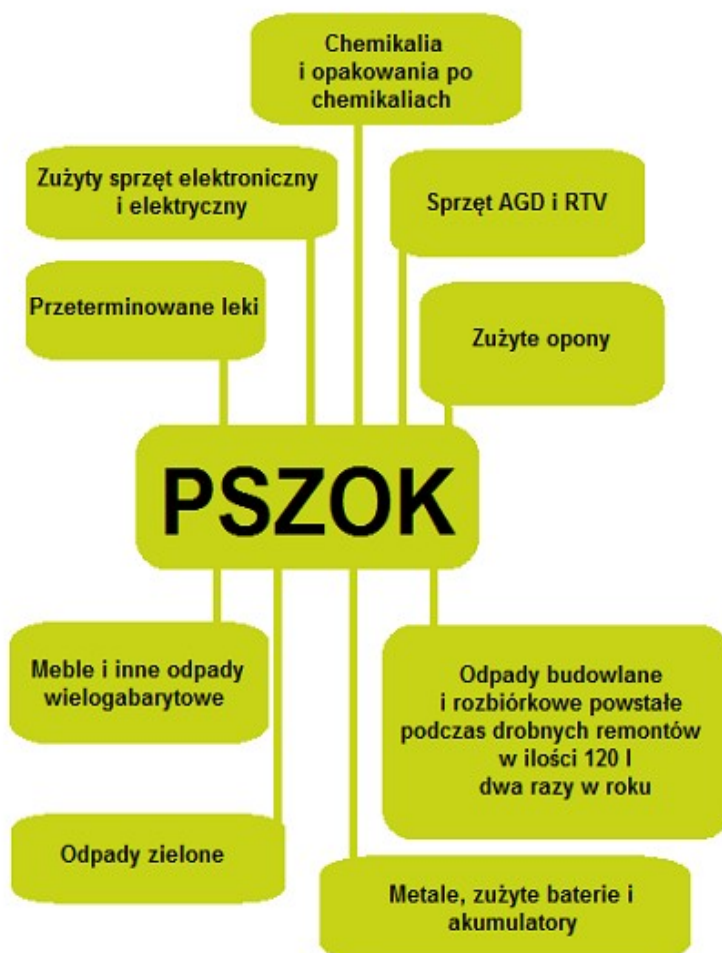 Chemikalia
i opakowania po
chemikaliach
Zużyty sprzęt elektroniczny
i elektryczny
Sprzęt AGD i RTV
Przeterminowane leki
Zużyte opony
PSZOK
Meble i inne odpady
wielogabarytowe
Odpady budowlane
i rozbiórkowe powstałe
podczas drobnych remontów
w ilości 120 l
dwa razy w roku
Odpady zielone
Metale, zużyte baterie i
akumulatory